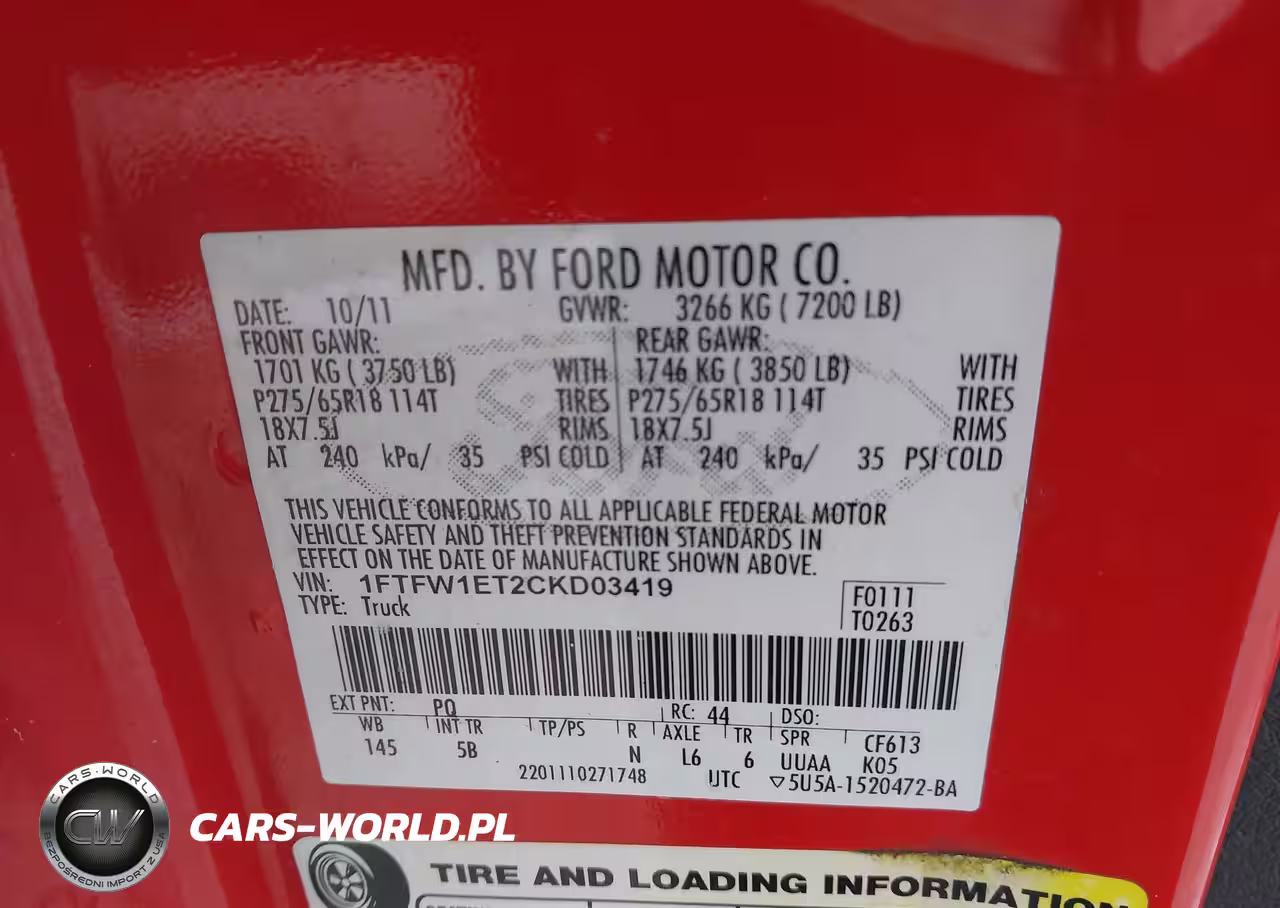 MFD. BY FORD MOTOR CO.
DATE: 10/11 GVWR: 3266 KG ( 7200 LB)
FRONT GAWR: REAR GAWR:
1701 KG ( 3750 LB) WITH 1746 KG ( 3850 LB) WITH
P275/65R18 114T TIRES P275/65R18 114T TIRES
18X7.5J RIMS 18X7.5J RIMS
AT 240 kPa/ 35 PSI COLD AT 240 kPa/ 35 PSI COLD
THIS VEHICLE CONFORMS TO ALL APPLICABLE FEDERAL MOTOR
VEHICLE SAFETY AND THEFT PREVENTION STANDARDS IN
EFFECT ON THE DATE OF MANUFACTURE SHOWN ABOVE.
VIN: 1FTFW1ET2CKD03419
TYPE: Truck
F0111
T0263
EXT PNT: PQ RC: 44 DSO:
WB INT TR TP/PS R AXLE TR SPR CF613
145 5B N L6 6 UUAA K05
2201110271748 UTC ▽5U5A-1520472-BA
CARS-WORLD
CW
BEZPOŚREDNI IMPORT Z USA
CARS-WORLD.PL
TIRE AND LOADING INFORMATION